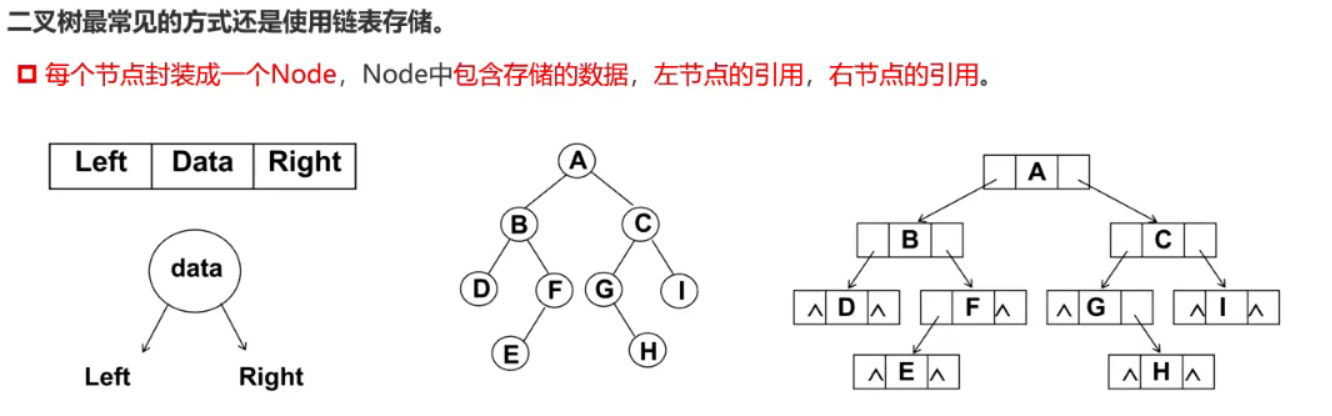 二叉树最常见的方式还是使用链表存储。
每个节点封装成一个Node，Node中包含存储的数据，左节点的引用，右节点的引用。
Left Data Right
data
Left Right
A
B C
D F G I
E H
A
B C
^ D ^ F ^ ^ G ^ I ^
^ E ^ ^ H ^